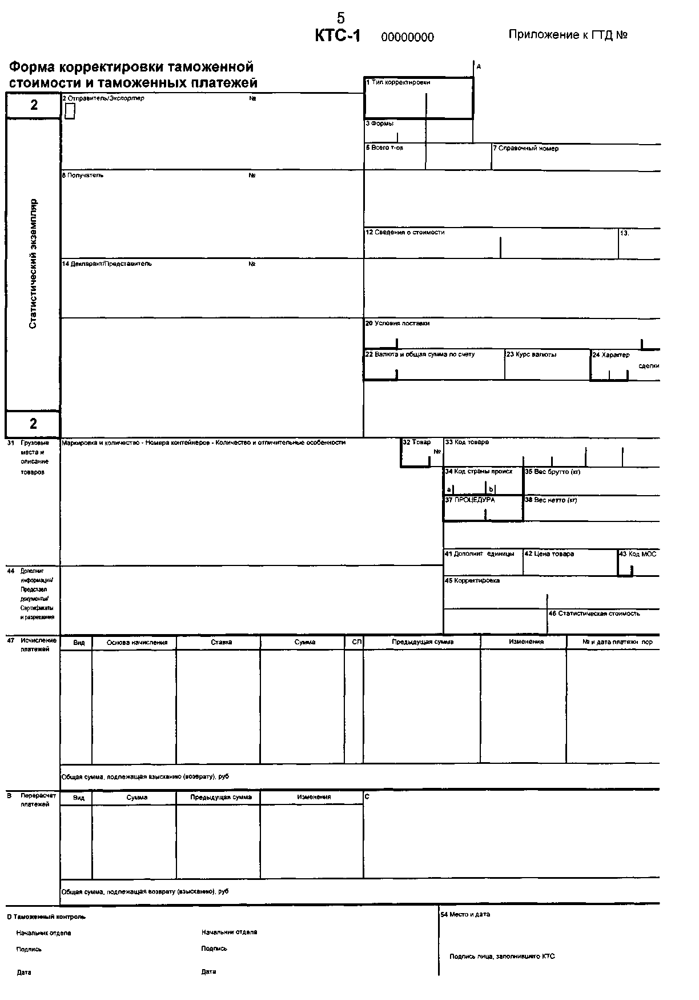 5
КТС-1 00000000 Приложение к ГТД №
Форма корректировки таможенной
стоимости и таможенных платежей
А
1 Тип корректировки
2
2 Отправитель/Экспортер №
3 Формы
5 Всего т-ов
7 Справочный номер
8 Получатель №
Статистический экземпляр
12 Сведения о стоимости
13.
14 Декларант/Представитель №
20 Условия поставки
22 Валюта и общая сумма по счету
23 Курс валюты
24 Характер
сделки
2
31 Грузовые
места и
описание
товаров
Маркировка и количество - Номера контейнеров - Количество и отличительные особенности
32 Товар
№
33 Код товара
34 Код страны происх
a b
35 Вес брутто (кг)
37 ПРОЦЕДУРА
38 Вес нетто (кг)
41 Дополнит единицы
42 Цена товара
43 Код МОС
44 Дополнит
информация/
Представл
документы/
Сертификаты
и разрешения
45 Корректировка
46 Статистическая стоимость
47 Исчисление
платежей
Вид Основа начисления Ставка Сумма СП Предыдущая сумма Изменения № и дата платежн пор
Общая сумма, подлежащая взысканию (возврату), руб
В Перерасчет
платежей
Вид Сумма Предыдущая сумма Изменения
С
Общая сумма, подлежащая возврату (взысканию), руб
D Таможенный контроль
54 Место и дата
Начальник отдела Начальник отдела
Подпись Подпись
Подпись лица, заполнившего КТС
Дата Дата